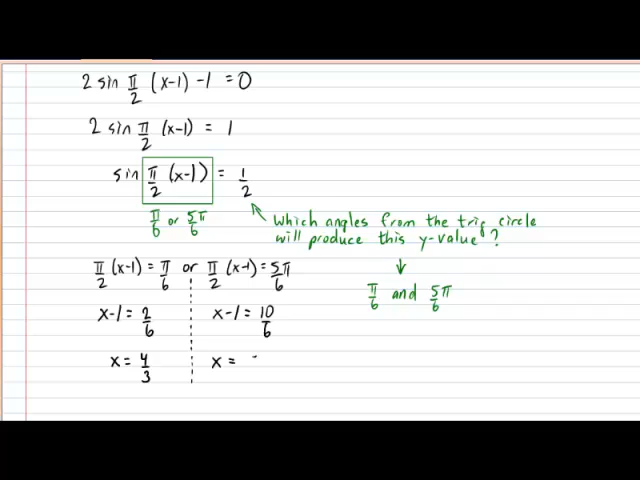 2 sin π/2 (x-1) -1 = 0
2 sin π/2 (x-1) = 1
sin π/2 (x-1) = 1/2
π/6 or 5π/6
Which angles from the trig circle
will produce this y-value?
π/2 (x-1) = π/6 or π/2 (x-1) = 5π/6
π/6 and 5π/6
x-1 = 2/6 x-1 = 10/6
x = 4/3 x =